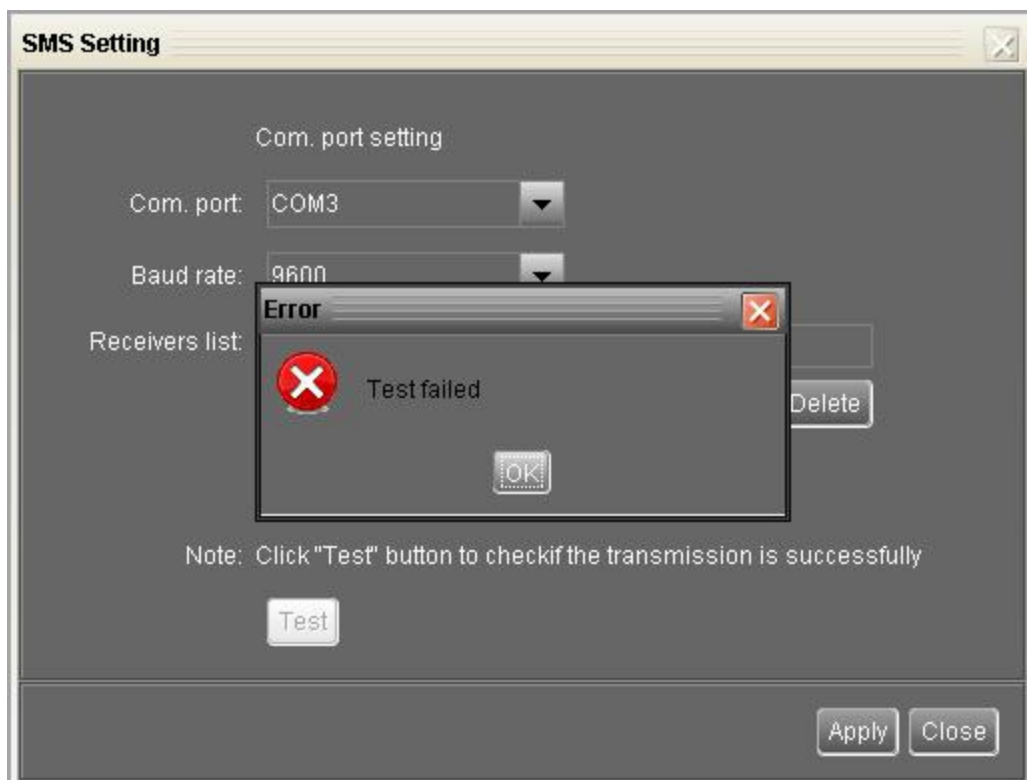 SMS Setting
Com. port setting
Com. port: COM3
Baud rate: 9600
Error
Receivers list:
Test failed
Delete
OK
Note: Click "Test" button to checkif the transmission is successfully
Test
Apply Close